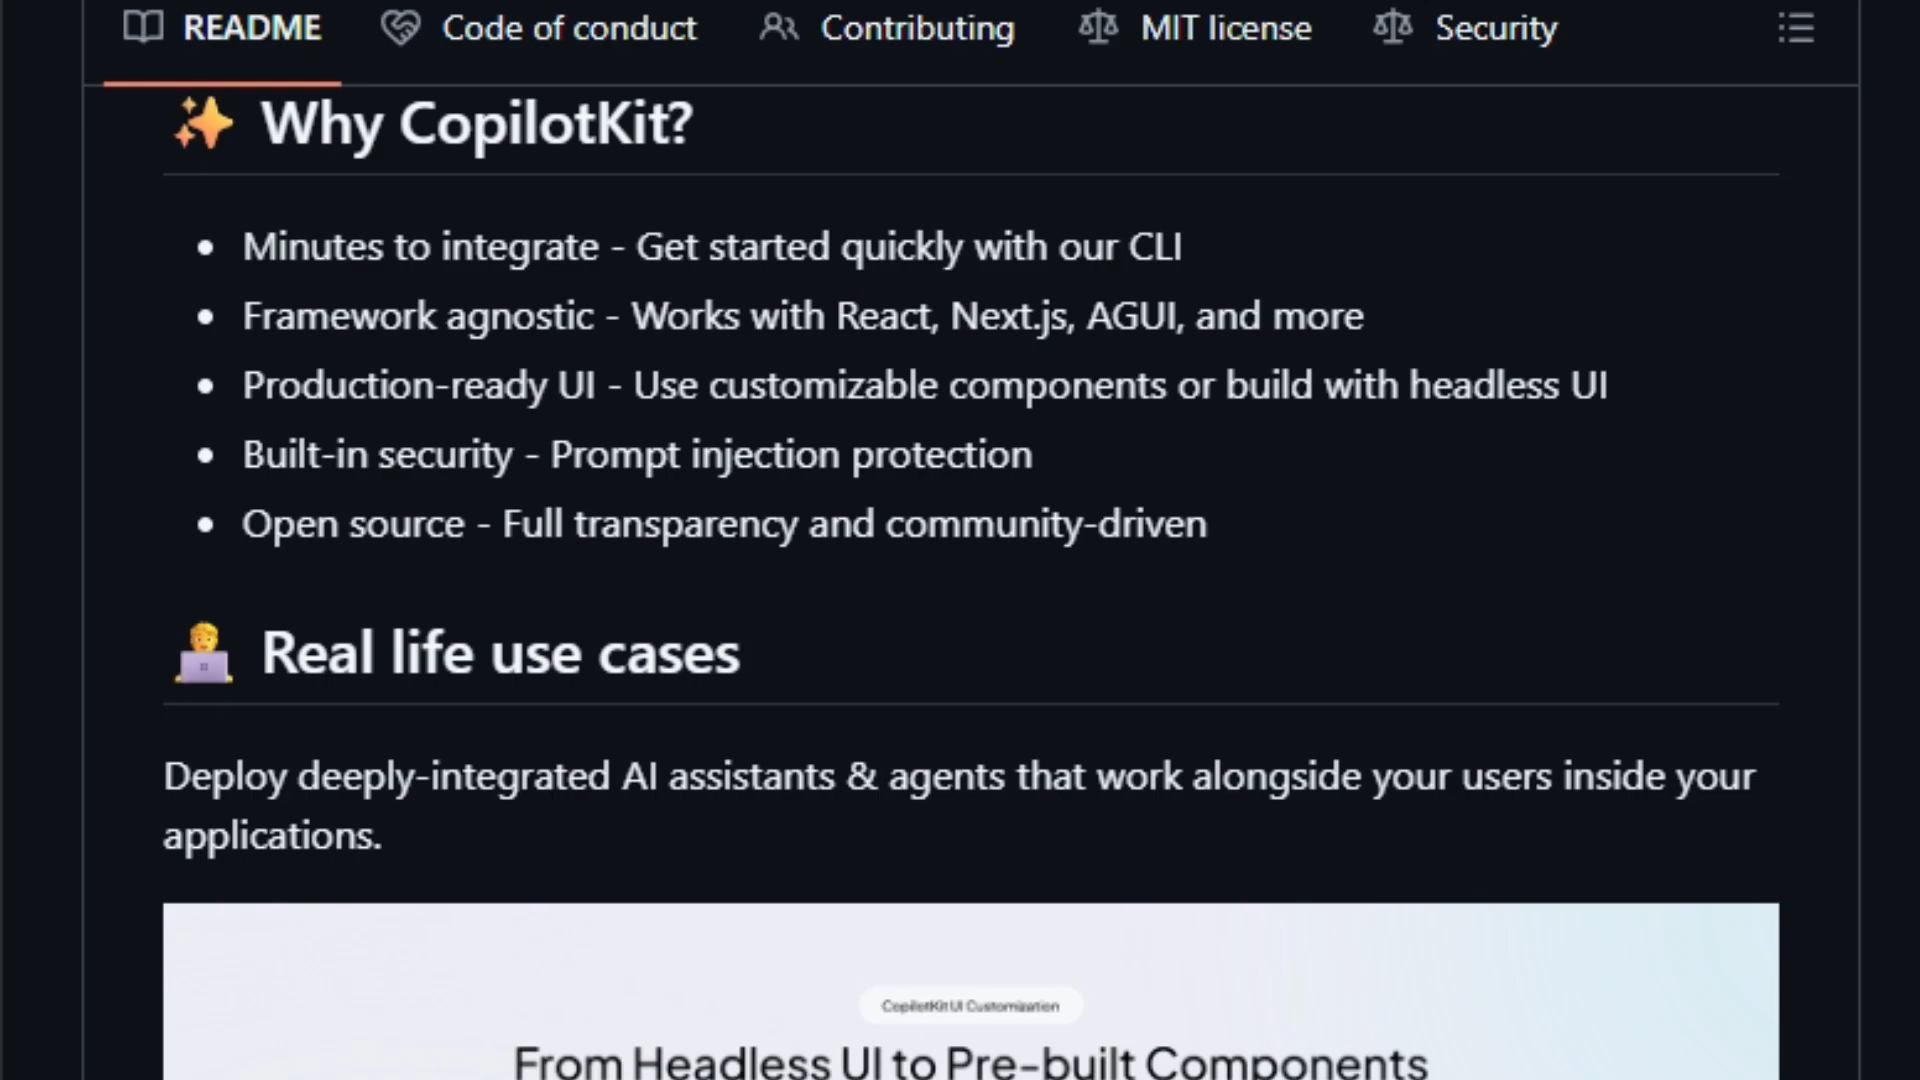 README Code of conduct Contributing MIT license Security
Why CopilotKit?
Minutes to integrate - Get started quickly with our CLI
Framework agnostic - Works with React, Next.js, AGUI, and more
Production-ready UI - Use customizable components or build with headless UI
Built-in security - Prompt injection protection
Open source - Full transparency and community-driven
Real life use cases
Deploy deeply-integrated AI assistants & agents that work alongside your users inside your
applications.
CopilotKit UI Customization
From Headless UI to Pre-built Components